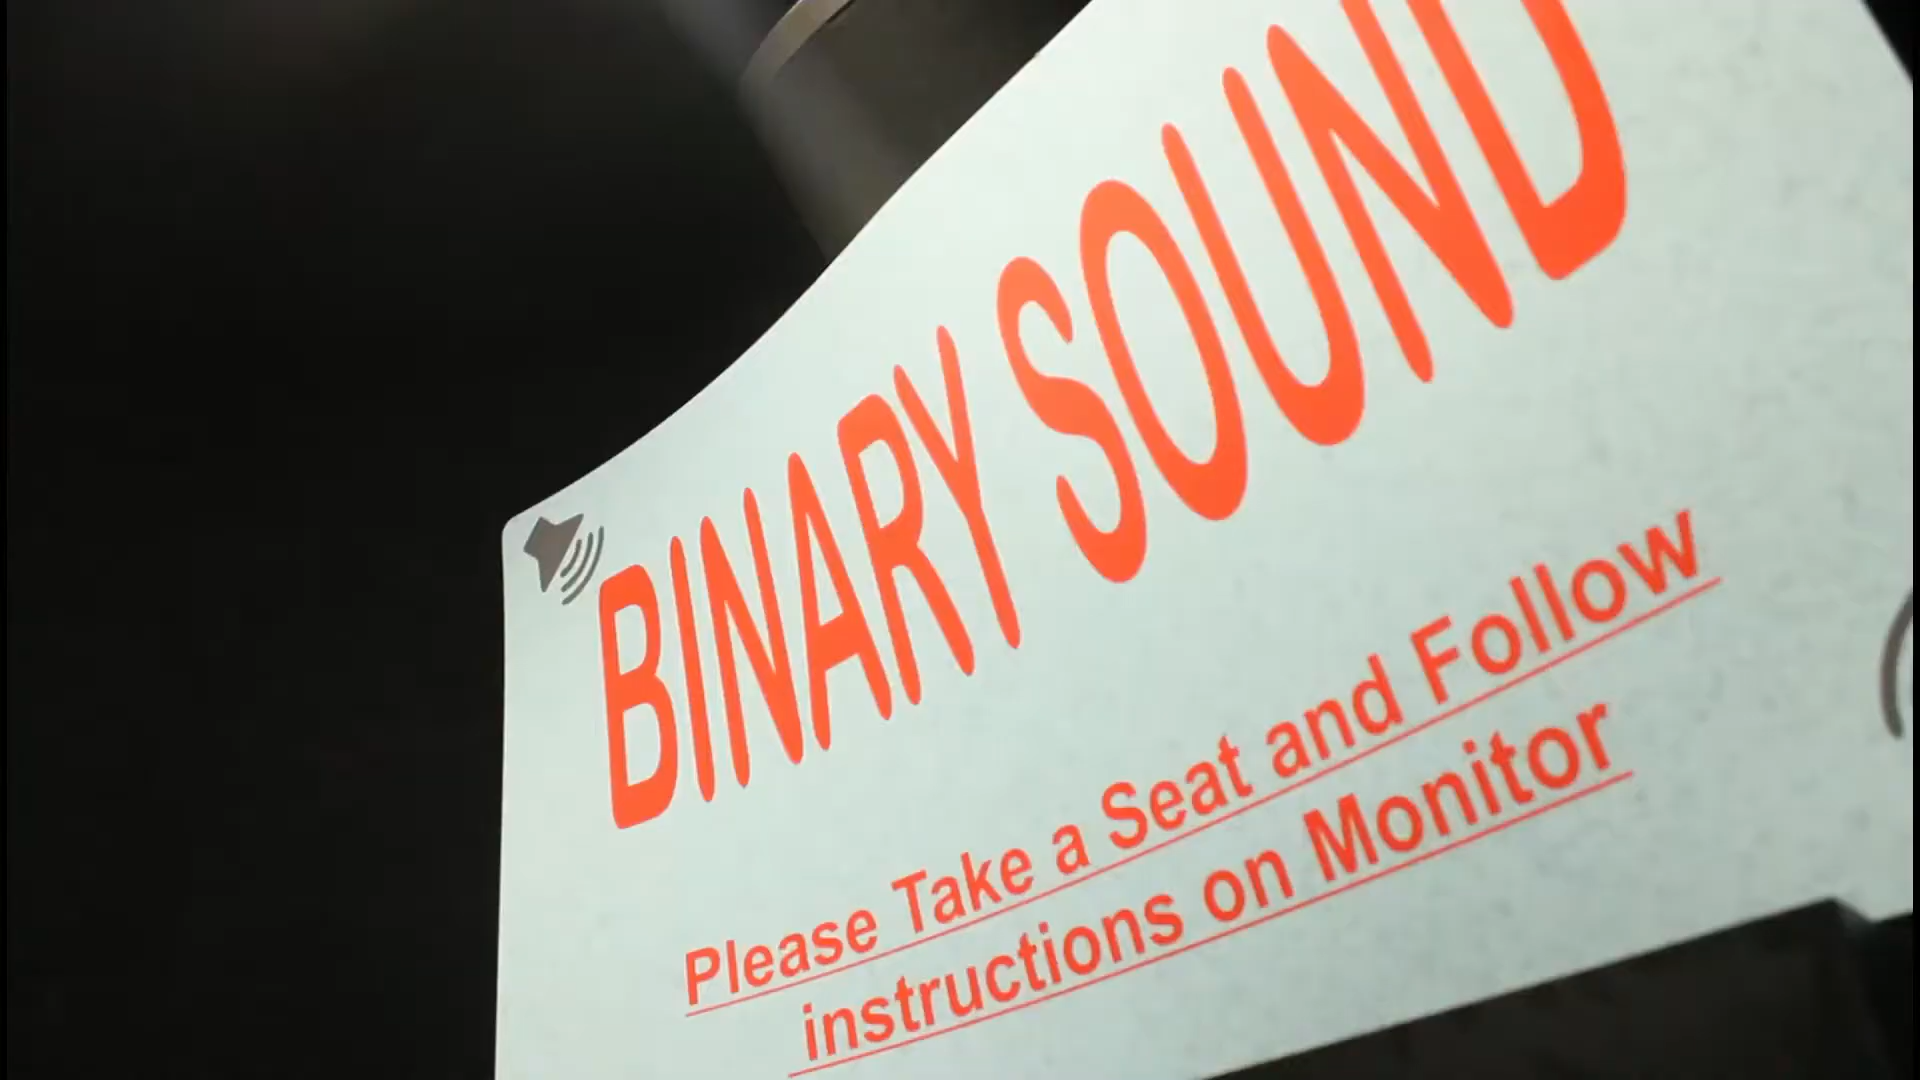 BINARY SOUND
Please Take a Seat and Follow
instructions on Monitor